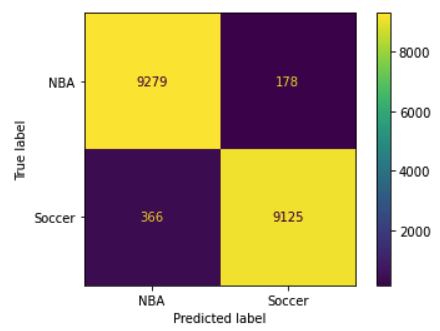 NBA
9279
178
8000
6000
True label
4000
Soccer
366
9125
2000
NBA
Soccer
Predicted label